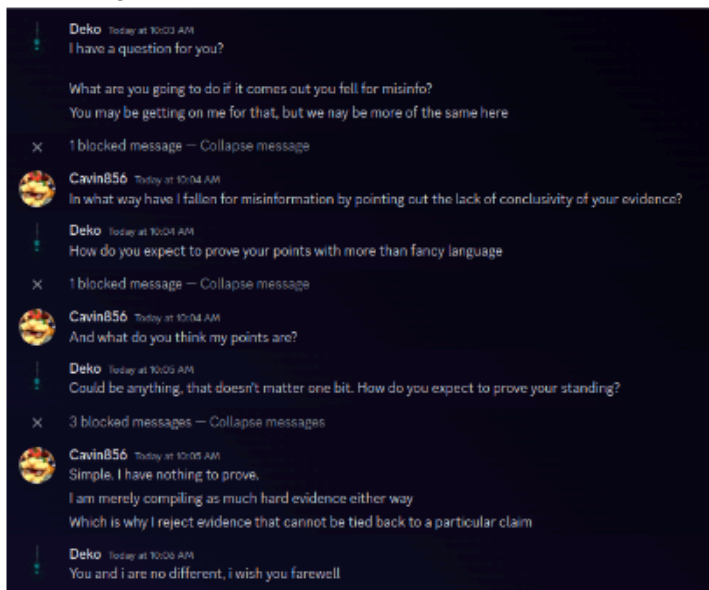 Deko Today at 10:03 AM
I have a question for you?
What are you going to do if it comes out you fell for misinfo?
You may be getting on me for that, but we nay be more of the same here
1 blocked message — Collapse message
Cavin856 Today at 10:04 AM
In what way have I fallen for misinformation by pointing out the lack of conclusivity of your evidence?
Deko Today at 10:04 AM
How do you expect to prove your points with more than fancy language
1 blocked message — Collapse message
Cavin856 Today at 10:04 AM
And what do you think my points are?
Deko Today at 10:05 AM
Could be anything, that doesn't matter one bit. How do you expect to prove your standing?
3 blocked messages — Collapse messages
Cavin856 Today at 10:05 AM
Simple. I have nothing to prove.
I am merely compiling as much hard evidence either way
Which is why I reject evidence that cannot be tied back to a particular claim
Deko Today at 10:06 AM
You and i are no different, i wish you farewell